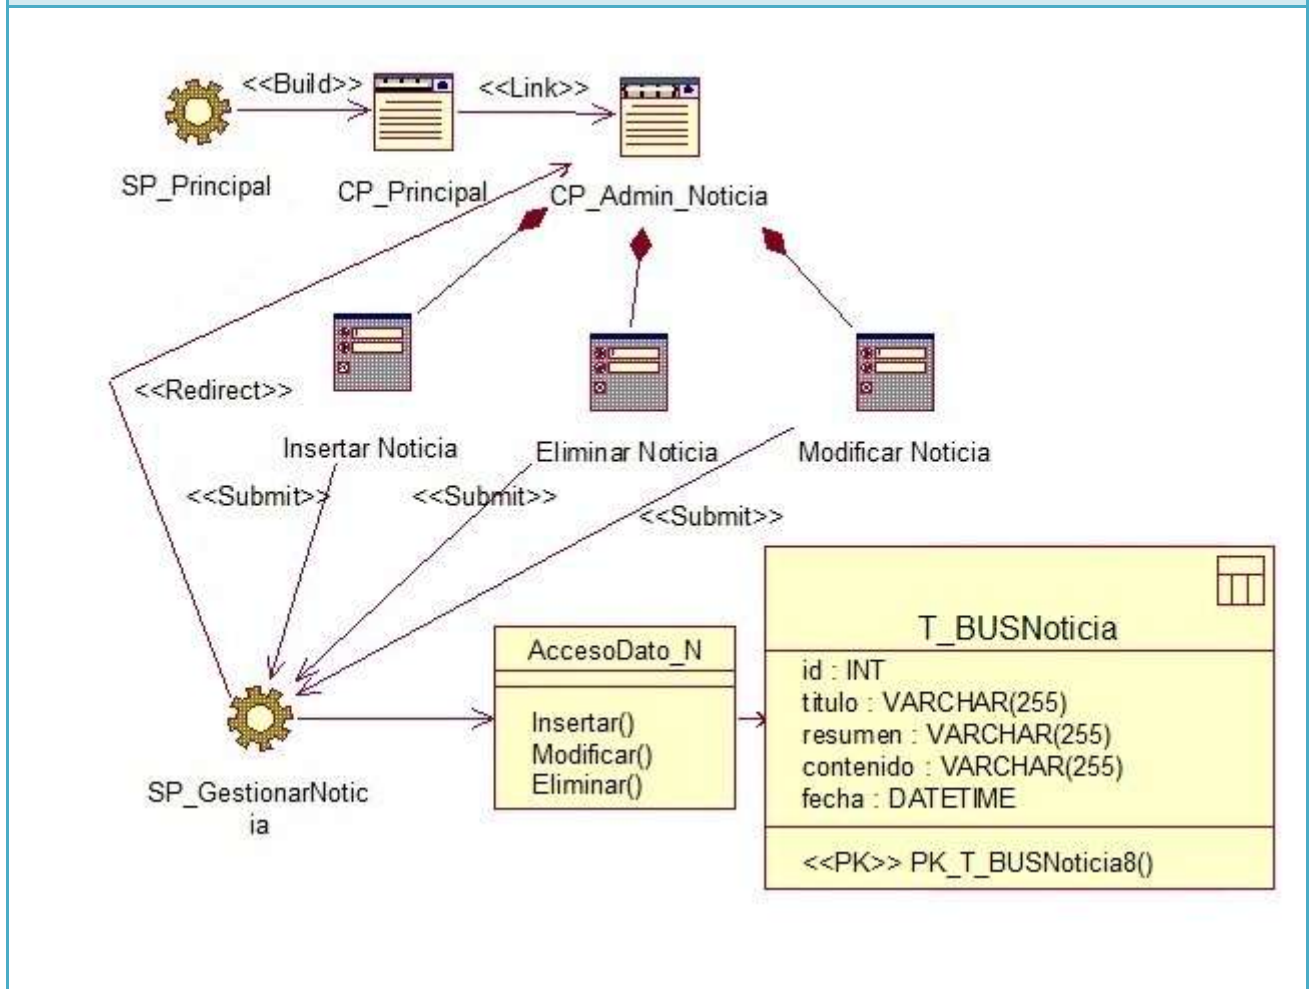 <<Build>>
<<Link>>
SP_Principal
CP_Principal
CP_Admin_Noticia
<<Redirect>>
Insertar Noticia
Eliminar Noticia
Modificar Noticia
<<Submit>>
<<Submit>>
<<Submit>>
SP_GestionarNotic
ia
AccesoDato_N
Insertar()
Modificar()
Eliminar()
T_BUSNoticia
id : INT
titulo : VARCHAR(255)
resumen : VARCHAR(255)
contenido : VARCHAR(255)
fecha : DATETIME
<<PK>> PK_T_BUSNoticia8()